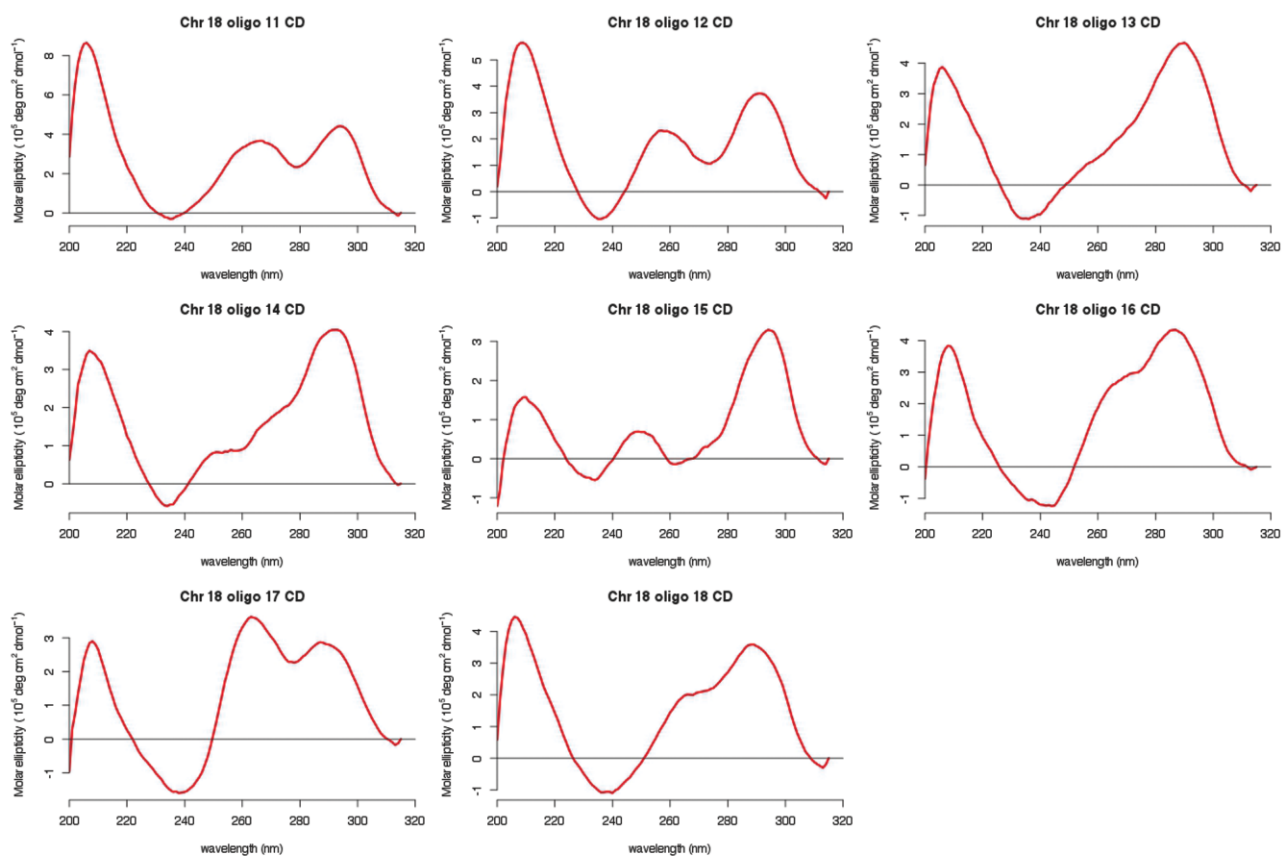 Chr 18 oligo 11 CD
Molar ellipticity ( 10⁵ deg cm² dmol⁻¹)
0 2 4 6 8
200 220 240 260 280 300 320
wavelength (nm)
Chr 18 oligo 12 CD
Molar ellipticity ( 10⁵ deg cm² dmol⁻¹)
-1 0 1 2 3 4 5
200 220 240 260 280 300 320
wavelength (nm)
Chr 18 oligo 13 CD
Molar ellipticity ( 10⁵ deg cm² dmol⁻¹)
-1 0 1 2 3 4
200 220 240 260 280 300 320
wavelength (nm)
Chr 18 oligo 14 CD
Molar ellipticity ( 10⁵ deg cm² dmol⁻¹)
0 1 2 3 4
200 220 240 260 280 300 320
wavelength (nm)
Chr 18 oligo 15 CD
Molar ellipticity ( 10⁵ deg cm² dmol⁻¹)
-1 0 1 2 3
200 220 240 260 280 300 320
wavelength (nm)
Chr 18 oligo 16 CD
Molar ellipticity ( 10⁵ deg cm² dmol⁻¹)
-1 0 1 2 3 4
200 220 240 260 280 300 320
wavelength (nm)
Chr 18 oligo 17 CD
Molar ellipticity ( 10⁵ deg cm² dmol⁻¹)
-1 0 1 2 3
200 220 240 260 280 300 320
wavelength (nm)
Chr 18 oligo 18 CD
Molar ellipticity ( 10⁵ deg cm² dmol⁻¹)
-1 0 1 2 3 4
200 220 240 260 280 300 320
wavelength (nm)